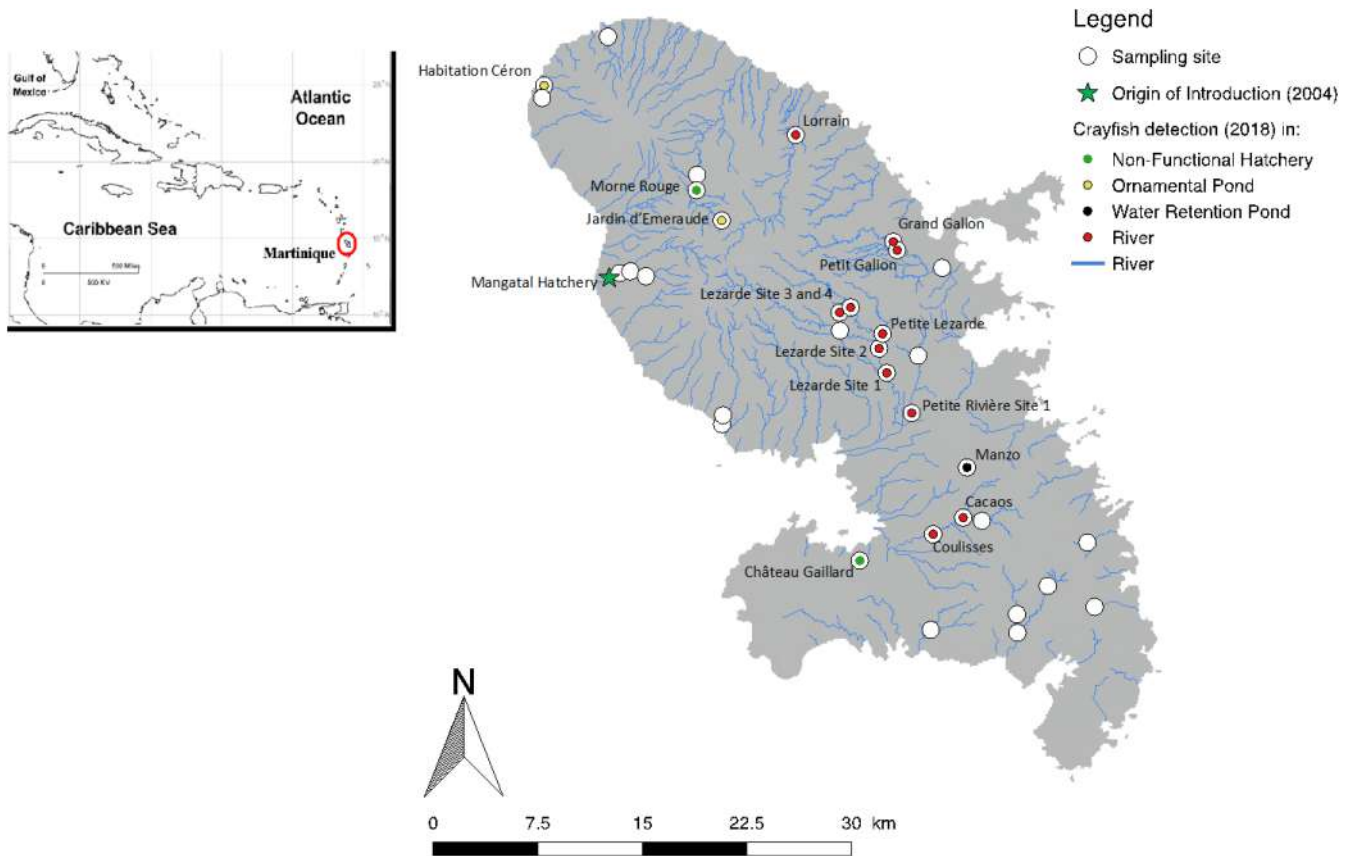 Gulf of
Mexico
Atlantic
Ocean
Caribbean Sea
Martinique
Habitation Céron
Lorrain
Morne Rouge
Jardin d'Emeraude
Grand Gallon
Petit Galion
Mangatal Hatchery
Lezarde Site 3 and 4
Petite Lezarde
Lezarde Site 2
Lezarde Site 1
Petite Rivière Site 1
Manzo
Cacaos
Coulisses
Château Gaillard
Legend
Sampling site
Origin of Introduction (2004)
Crayfish detection (2018) in:
Non-Functional Hatchery
Ornamental Pond
Water Retention Pond
River
River
N
0 7.5 15 22.5 30 km